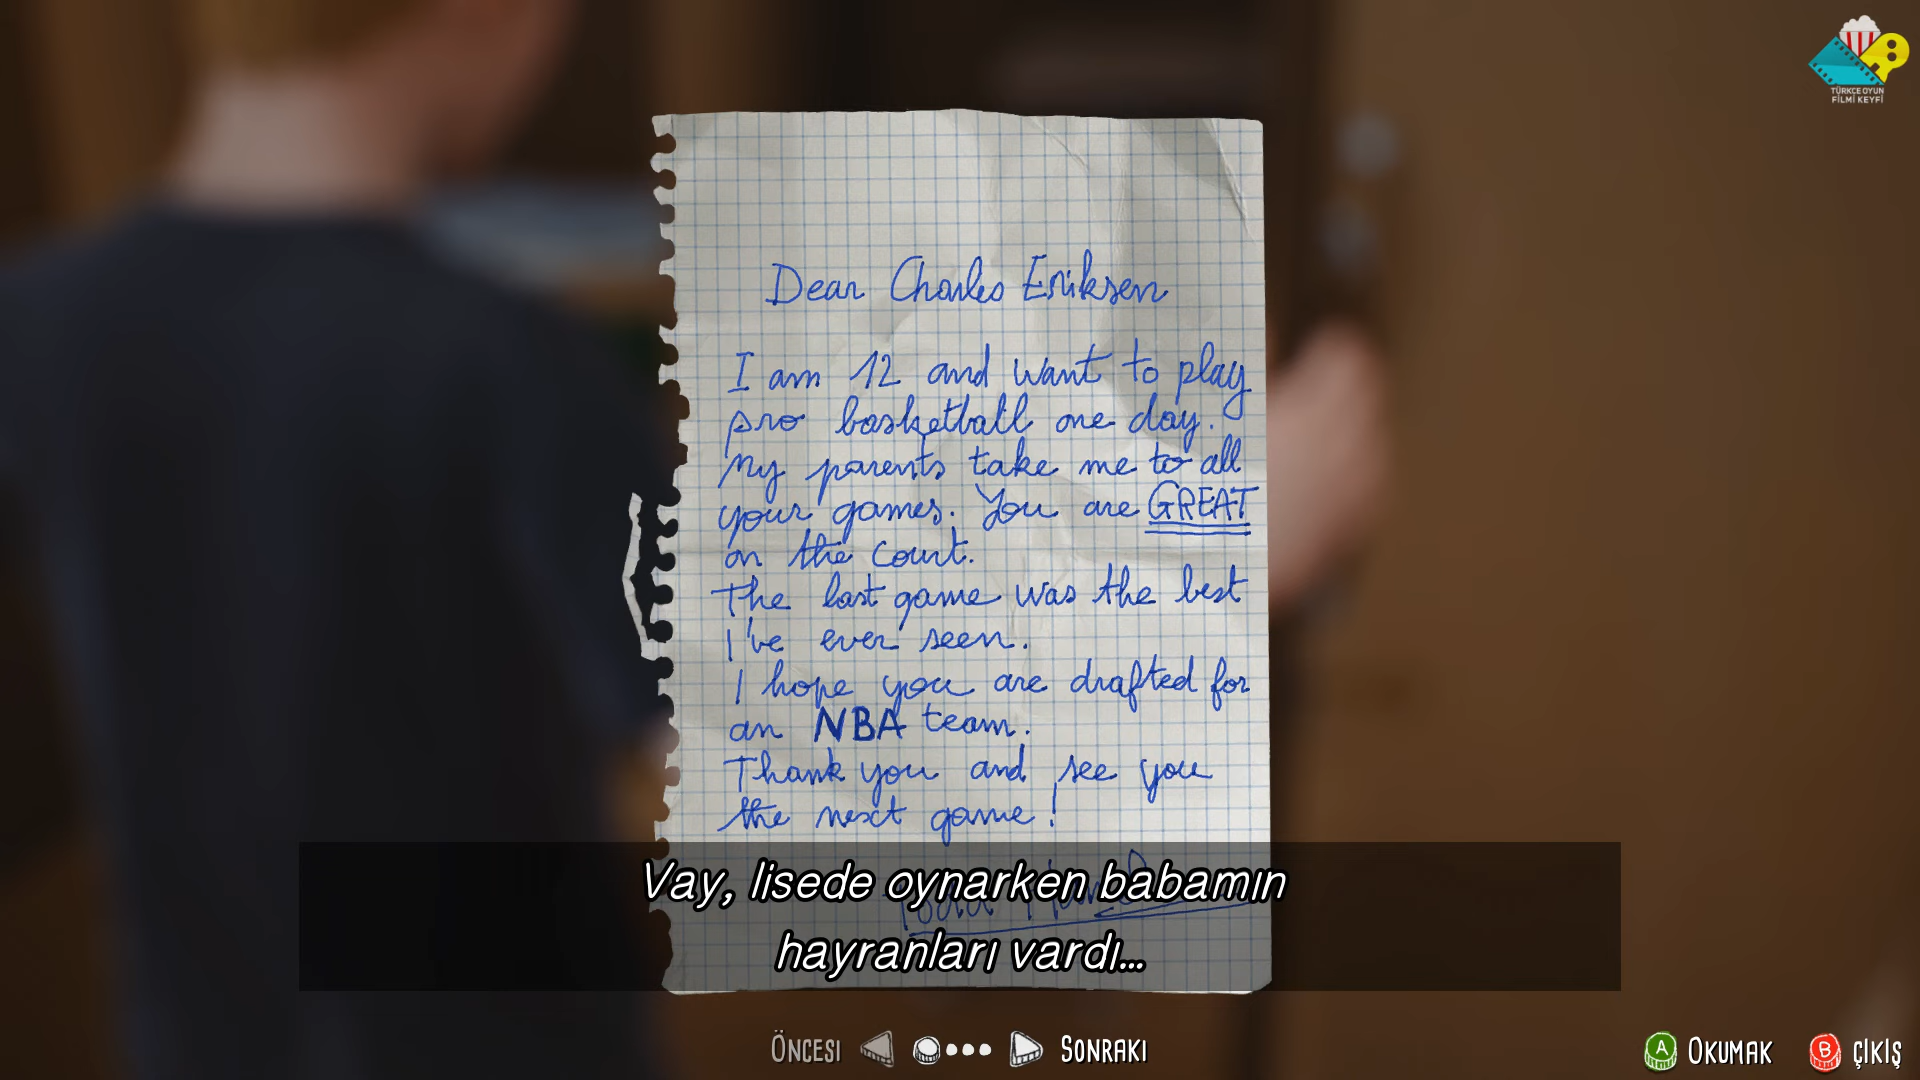 TÜRKÇE OYUN
FİLMİ KEYFİ
Dear Charles Eriksen
I am 12 and want to play
pro basketball one day.
My parents take me to all
your games. You are GREAT
on the court.
The last game was the best
I've ever seen.
I hope you are drafted for
an NBA team.
Thank you and see you
the next game!
Vay, lisede oynarken babamın
hayranları vardı...
ÖNCESI
SONRAKI
A OKUMAK
B ÇIKIŞ